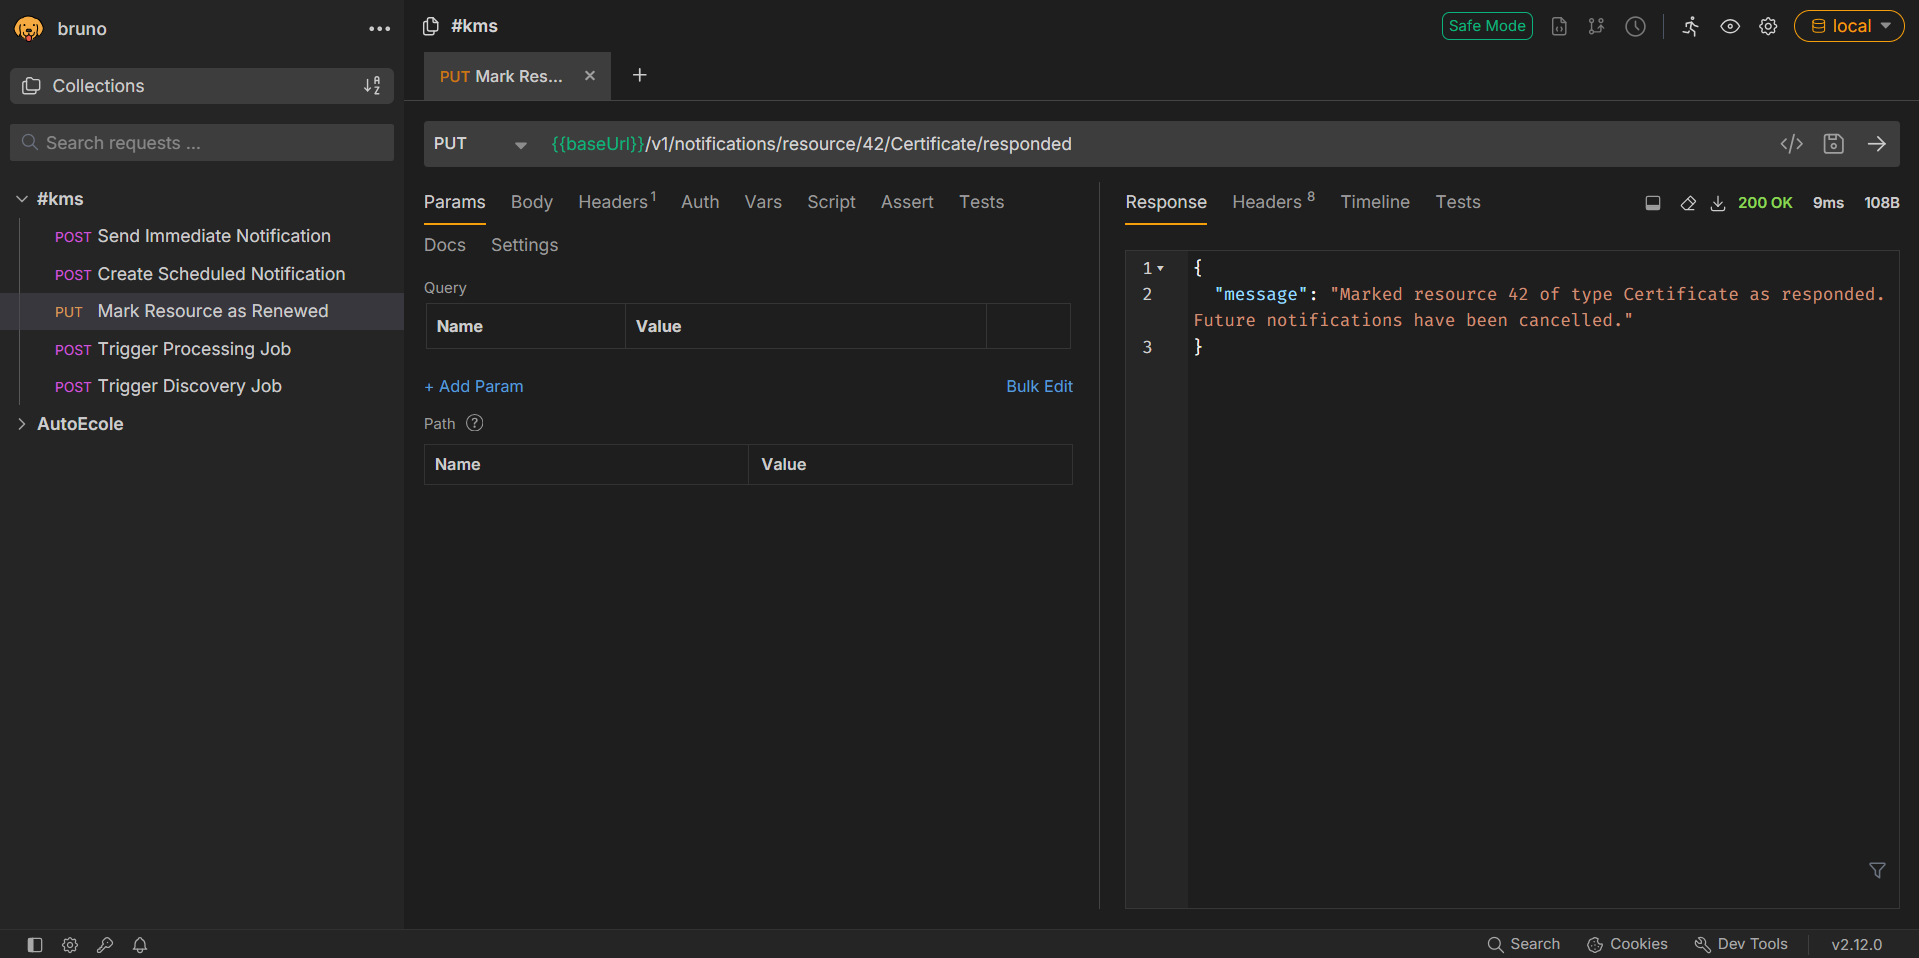 bruno
Collections
Search requests ...
#kms
POST Send Immediate Notification
POST Create Scheduled Notification
PUT Mark Resource as Renewed
POST Trigger Processing Job
POST Trigger Discovery Job
AutoEcole
#kms
Safe Mode
local
PUT Mark Res...
PUT {{baseUrl}}/v1/notifications/resource/42/Certificate/responded
Params Body Headers 1 Auth Vars Script Assert Tests
Docs Settings
Query
Name Value
+ Add Param Bulk Edit
Path ?
Name Value
Response Headers 8 Timeline Tests 200 OK 9ms 108B
1 {
2 "message": "Marked resource 42 of type Certificate as responded.
Future notifications have been cancelled."
3 }
Search Cookies Dev Tools v2.12.0